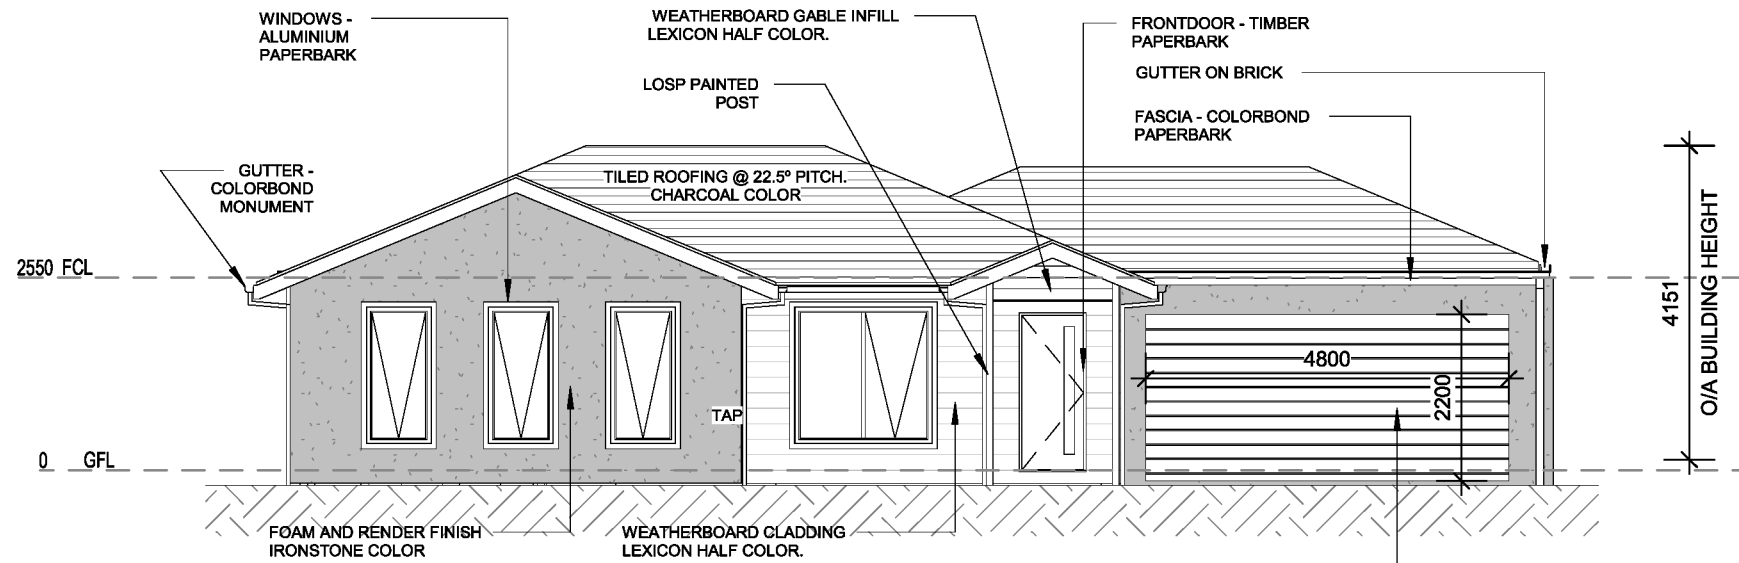 WINDOWS -
ALUMINIUM
PAPERBARK
WEATHERBOARD GABLE INFILL
LEXICON HALF COLOR.
FRONTDOOR - TIMBER
PAPERBARK
GUTTER ON BRICK
LOSP PAINTED
POST
FASCIA - COLORBOND
PAPERBARK
GUTTER -
COLORBOND
MONUMENT
TILED ROOFING @ 22.5º PITCH.
CHARCOAL COLOR
2550 FCL
4151
O/A BUILDING HEIGHT
4800
2200
TAP
0 GFL
FOAM AND RENDER FINISH
IRONSTONE COLOR
WEATHERBOARD CLADDING
LEXICON HALF COLOR.